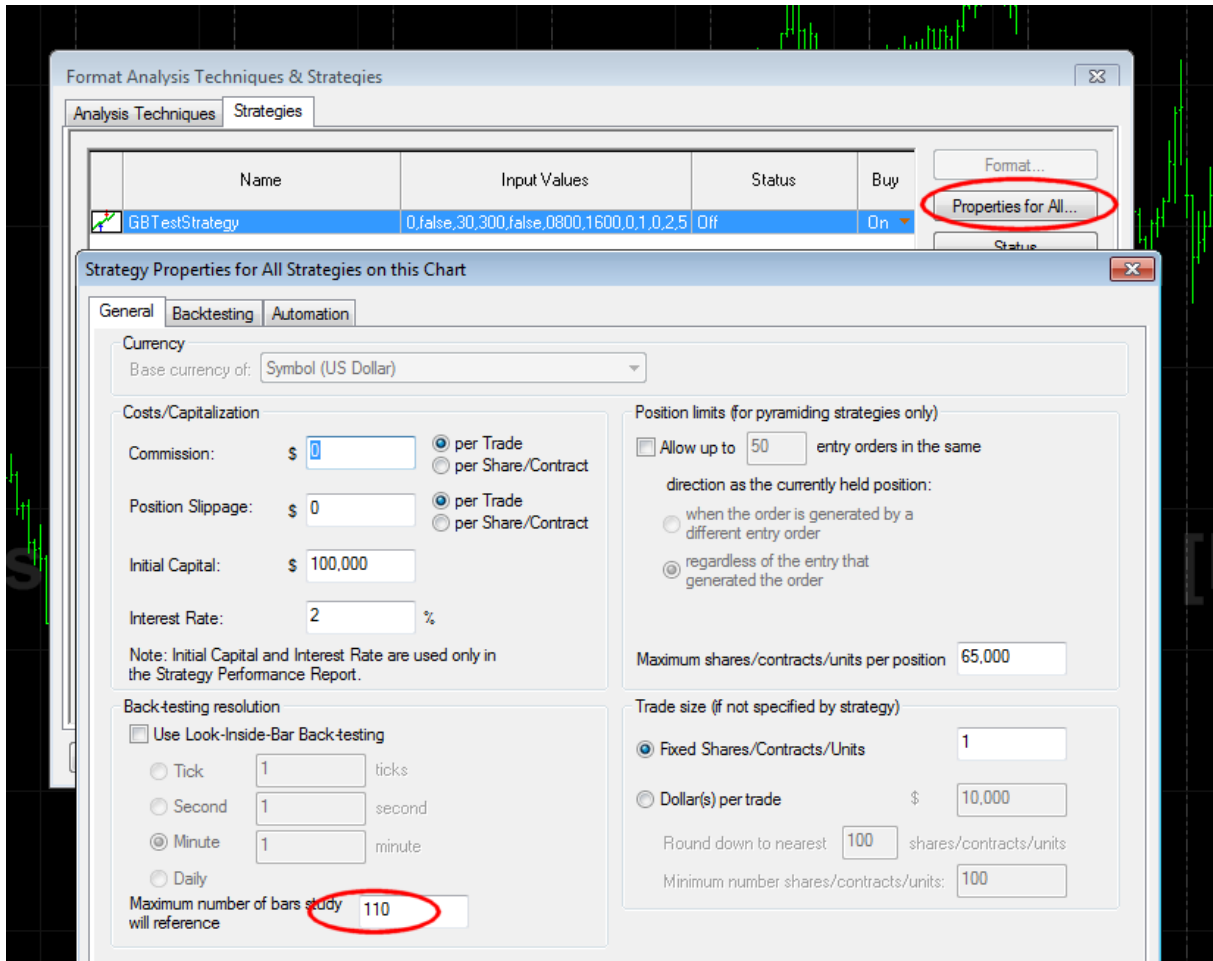 Format Analysis Techniques & Strategies
Analysis Techniques Strategies
Name Input Values Status Buy Format...
Properties for All...
GBTestStrategy 0,false,30,300,false,0800,1600,0,1,0,2,5 Off On
Status
Strategy Properties for All Strategies on this Chart
General Backtesting Automation
Currency
Base currency of: Symbol (US Dollar)
Costs/Capitalization
Commission: $ 0 per Trade
per Share/Contract
Position Slippage: $ 0 per Trade
per Share/Contract
Initial Capital: $ 100,000
Interest Rate: 2 %
Note: Initial Capital and Interest Rate are used only in
the Strategy Performance Report.
Position limits (for pyramiding strategies only)
Allow up to 50 entry orders in the same
direction as the currently held position:
when the order is generated by a
different entry order
regardless of the entry that
generated the order
Maximum shares/contracts/units per position 65,000
Back-testing resolution
Use Look-Inside-Bar Back-testing
Tick 1 ticks
Second 1 second
Minute 1 minute
Daily
Maximum number of bars study 110
will reference
Trade size (if not specified by strategy)
Fixed Shares/Contracts/Units 1
Dollar(s) per trade $ 10,000
Round down to nearest 100 shares/contracts/units
Minimum number shares/contracts/units: 100